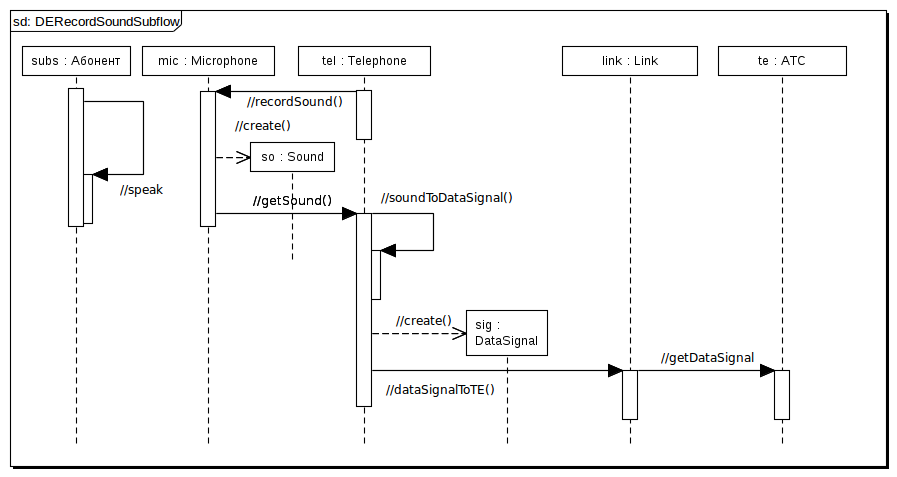 sd: DERecordSoundSubflow
subs : Абонент
mic : Microphone
tel : Telephone
link : Link
te : АТС
//recordSound()
//create()
so : Sound
//speak
//getSound()
//soundToDataSignal()
//create()
sig :
DataSignal
//getDataSignal
//dataSignalToTE()